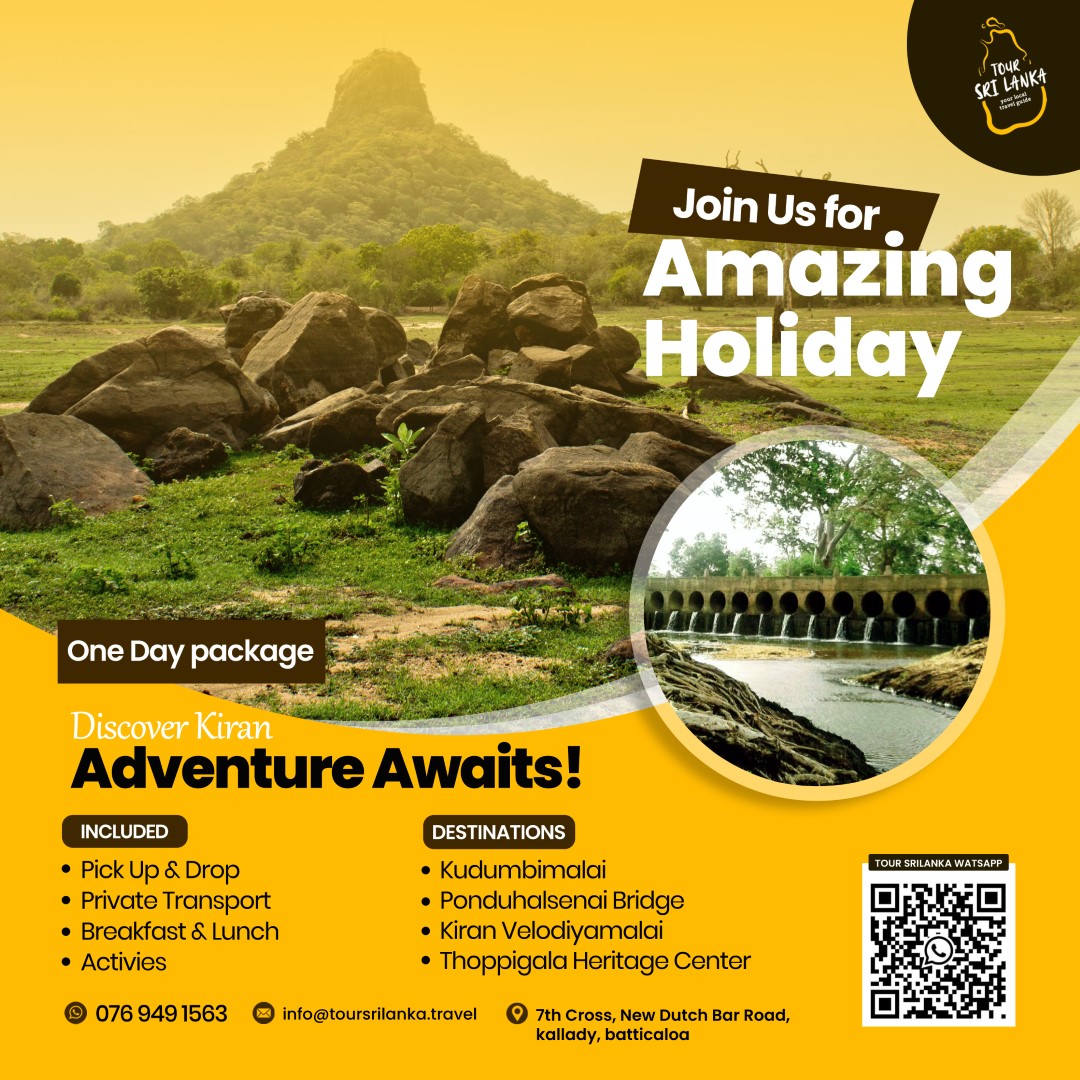 TOUR
SRI LANKA
your local
travel guide
Join Us for
Amazing
Holiday
One Day package
Discover Kiran
Adventure Awaits!
INCLUDED
• Pick Up & Drop
• Private Transport
• Breakfast & Lunch
• Activies
DESTINATIONS
• Kudumbimalai
• Ponduhalsenai Bridge
• Kiran Velodiyamalai
• Thoppigala Heritage Center
TOUR SRILANKA WATSAPP
076 949 1563
info@toursrilanka.travel
7th Cross, New Dutch Bar Road,
kallady, batticaloa